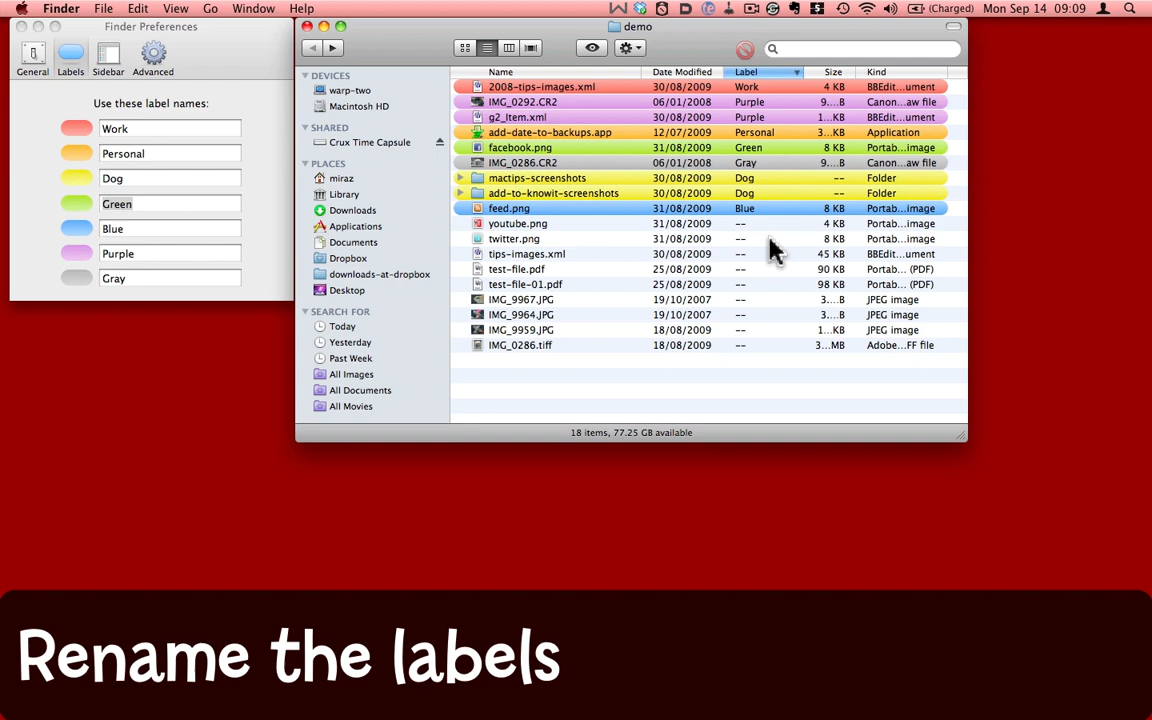 Finder File Edit View Go Window Help (Charged) Mon Sep 14 09:09
Finder Preferences
General Labels Sidebar Advanced
Use these label names:
Work
Personal
Dog
Green
Blue
Purple
Gray
demo
DEVICES
warp-two
Macintosh HD
SHARED
Crux Time Capsule
PLACES
miraz
Library
Downloads
Applications
Documents
Dropbox
downloads-at-dropbox
Desktop
SEARCH FOR
Today
Yesterday
Past Week
All Images
All Documents
All Movies
Name Date Modified Label Size Kind
2008-tips-images.xml 30/08/2009 Work 4 KB BBEdit...ument
IMG_0292.CR2 06/01/2008 Purple 9....B Canon...aw file
g2_Item.xml 30/08/2009 Purple 1...KB BBEdit...ument
add-date-to-backups.app 12/07/2009 Personal 3...KB Application
facebook.png 31/08/2009 Green 8 KB Portab...image
IMG_0286.CR2 06/01/2008 Gray 9....B Canon...aw file
mactips-screenshots 30/08/2009 Dog -- Folder
add-to-knowit-screenshots 30/08/2009 Dog -- Folder
feed.png 31/08/2009 Blue 8 KB Portab...image
youtube.png 31/08/2009 -- 4 KB Portab...image
twitter.png 31/08/2009 -- 8 KB Portab...image
tips-images.xml 30/08/2009 -- 45 KB BBEdit...ument
test-file.pdf 25/08/2009 -- 90 KB Portab... (PDF)
test-file-01.pdf 25/08/2009 -- 98 KB Portab... (PDF)
IMG_9967.JPG 19/10/2007 -- 3....B JPEG image
IMG_9964.JPG 19/10/2007 -- 3....B JPEG image
IMG_9959.JPG 18/08/2009 -- 1...KB JPEG image
IMG_0286.tiff 18/08/2009 -- 3...MB Adobe...FF file
18 items, 77.25 GB available
Rename the labels